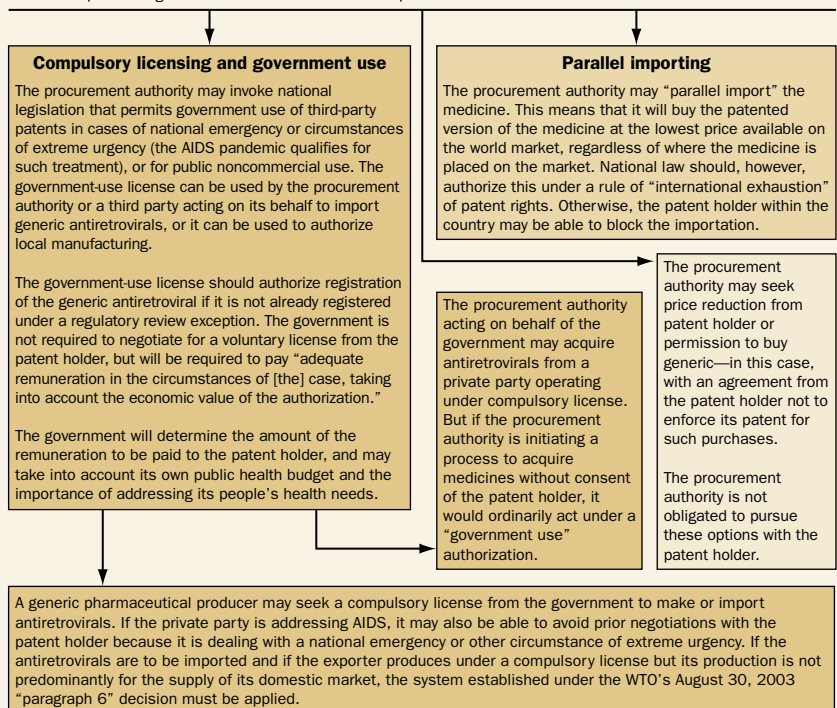 Compulsory licensing and government use
The procurement authority may invoke national
legislation that permits government use of third-party
patents in cases of national emergency or circumstances
of extreme urgency (the AIDS pandemic qualifies for
such treatment), or for public noncommercial use. The
government-use license can be used by the procurement
authority or a third party acting on its behalf to import
generic antiretrovirals, or it can be used to authorize
local manufacturing.
The government-use license should authorize registration
of the generic antiretroviral if it is not already registered
under a regulatory review exception. The government is
not required to negotiate for a voluntary license from the
patent holder, but will be required to pay “adequate
remuneration in the circumstances of [the] case, taking
into account the economic value of the authorization.”
The government will determine the amount of the
remuneration to be paid to the patent holder, and may
take into account its own public health budget and the
importance of addressing its people’s health needs.
Parallel importing
The procurement authority may “parallel import” the
medicine. This means that it will buy the patented
version of the medicine at the lowest price available on
the world market, regardless of where the medicine is
placed on the market. National law should, however,
authorize this under a rule of “international exhaustion”
of patent rights. Otherwise, the patent holder within the
country may be able to block the importation.
The procurement authority
acting on behalf of the
government may acquire
antiretrovirals from a
private party operating
under compulsory license.
But if the procurement
authority is initiating a
process to acquire
medicines without consent
of the patent holder, it
would ordinarily act under a
“government use”
authorization.
The procurement
authority may seek
price reduction from
patent holder or
permission to buy
generic—in this case,
with an agreement from
the patent holder not to
enforce its patent for
such purchases.
The procurement
authority is not
obligated to pursue
these options with the
patent holder.
A generic pharmaceutical producer may seek a compulsory license from the government to make or import
antiretrovirals. If the private party is addressing AIDS, it may also be able to avoid prior negotiations with the
patent holder because it is dealing with a national emergency or other circumstance of extreme urgency. If the
antiretrovirals are to be imported and if the exporter produces under a compulsory license but its production is not
predominantly for the supply of its domestic market, the system established under the WTO’s August 30, 2003
“paragraph 6” decision must be applied.